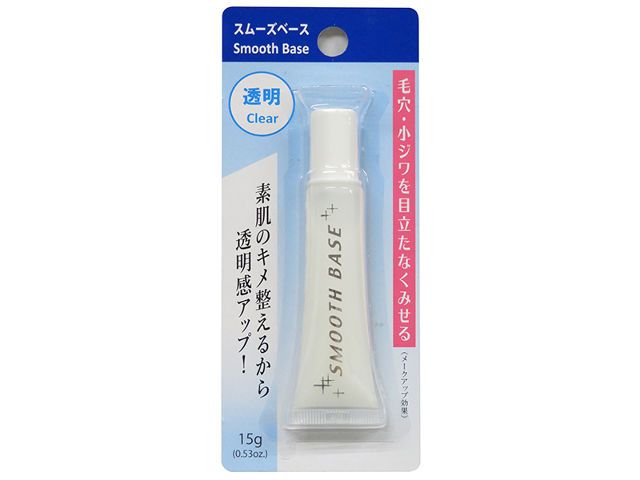 スムーズベース
Smooth Base
透明
Clear
毛穴・小ジワを目立たなくみせる
(メークアップ効果)
素肌のキメ整えるから
透明感アップ!
SMOOTH BASE
15g
(0.53oz.)